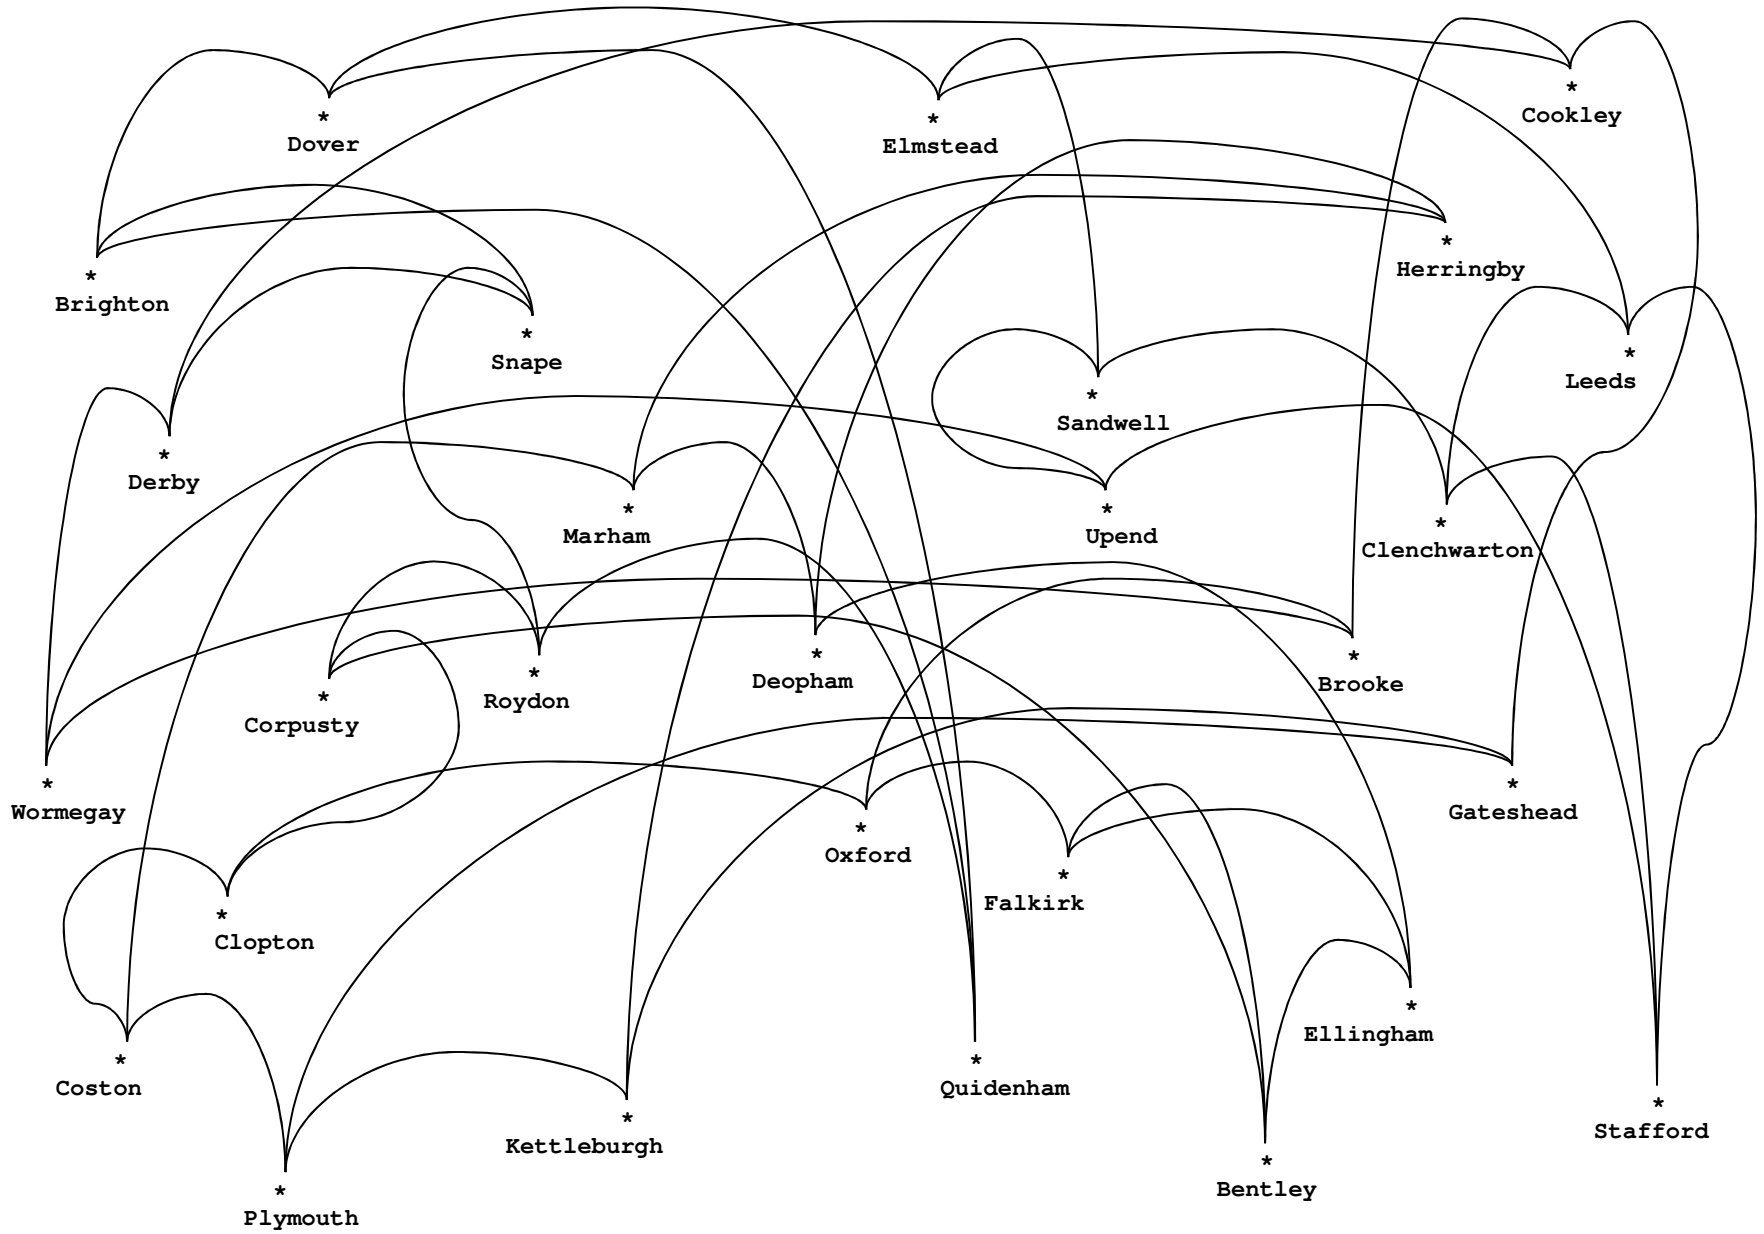 *
Cookley
*
Dover
*
Elmstead
*
Herringby
*
Brighton
*
Snape
*
Leeds
*
Sandwell
*
Derby
*
Marham
*
Upend
*
Clenchwarton
*
Deopham
*
Brooke
*
Roydon
*
Corpusty
*
Wormegay
*
Gateshead
*
Oxford
*
Falkirk
*
Clopton
*
Ellingham
*
Coston
*
Quidenham
*
Stafford
*
Kettleburgh
*
Bentley
*
Plymouth